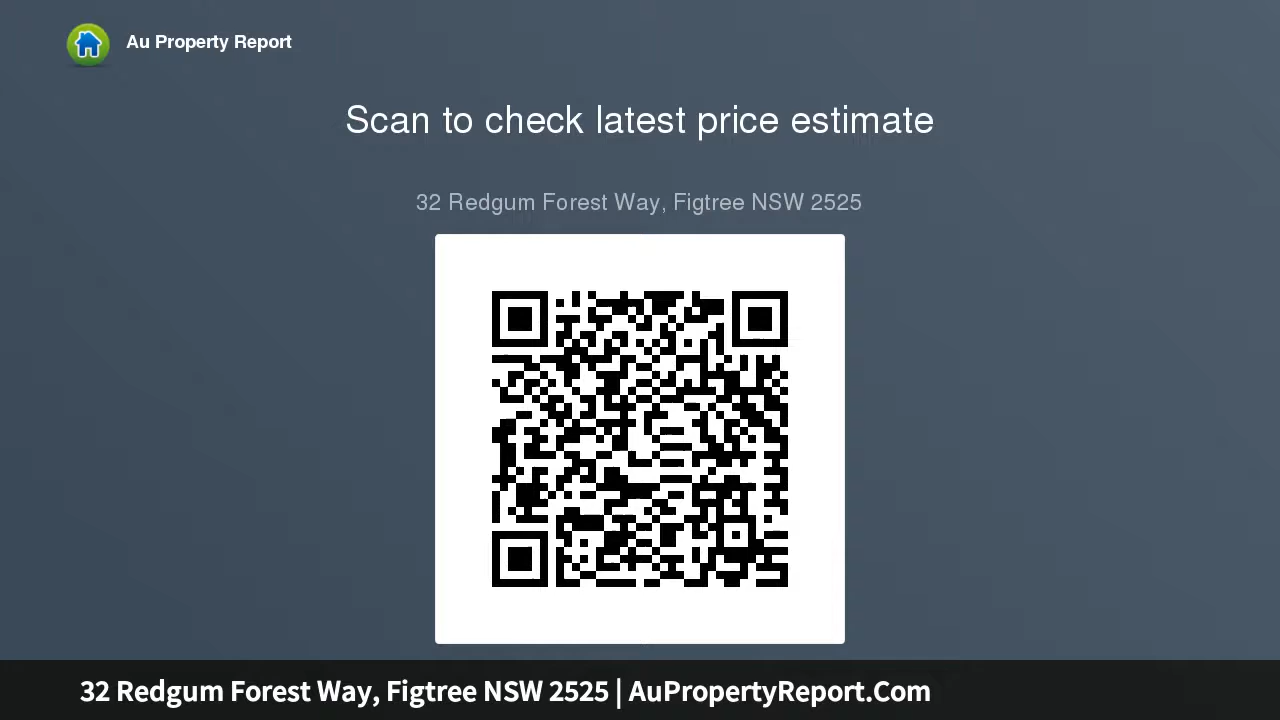 Au Property Report
Scan to check latest price estimate
32 Redgum Forest Way, Figtree NSW 2525
32 Redgum Forest Way, Figtree NSW 2525 | AuPropertyReport.Com